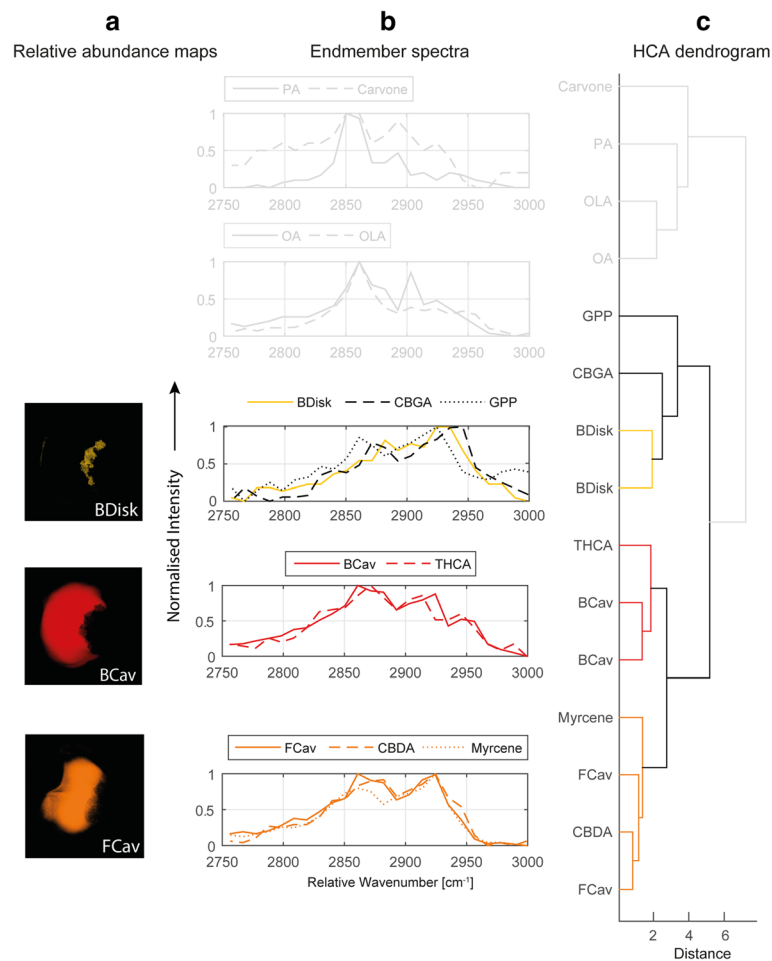 a
Relative abundance maps
b
Endmember spectra
c
HCA dendrogram
PA Carvone
1
0.5
0
2750 2800 2850 2900 2950 3000
OA OLA
1
0.5
0
2750 2800 2850 2900 2950 3000
Normalised Intensity
BDisk
BDisk CBGA GPP
1
0.5
0
2750 2800 2850 2900 2950 3000
BCav
BCav THCA
1
0.5
0
2750 2800 2850 2900 2950 3000
FCav
FCav CBDA Myrcene
1
0.5
0
2750 2800 2850 2900 2950 3000
Relative Wavenumber [cm⁻¹]
Carvone
PA
OLA
OA
GPP
CBGA
BDisk
BDisk
THCA
BCav
BCav
Myrcene
FCav
CBDA
FCav
2 4 6
Distance